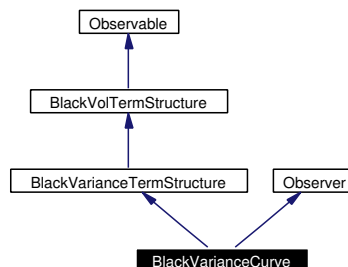 Observable
BlackVolTermStructure
BlackVarianceTermStructure
Observer
BlackVarianceCurve